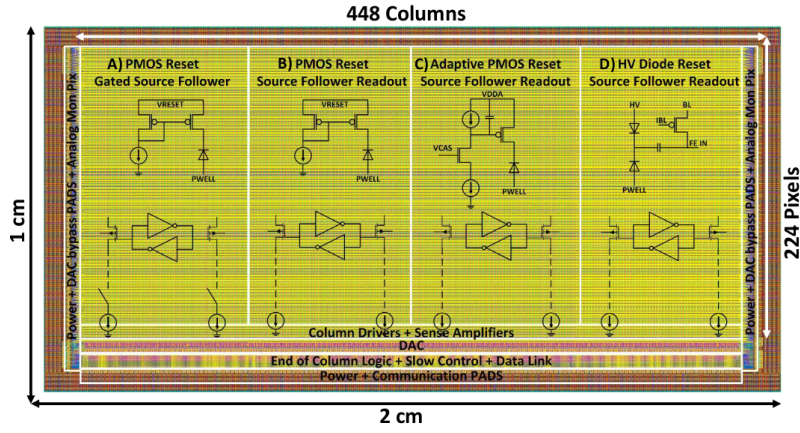 448 Columns
A) PMOS Reset
Gated Source Follower
B) PMOS Reset
Source Follower Readout
C) Adaptive PMOS Reset
Source Follower Readout
D) HV Diode Reset
Source Follower Readout
VRESET
PWELL
VRESET
PWELL
VDDA
VCAS
PWELL
HV
BL
IBL
FE IN
PWELL
Power + DAC bypass PADS + Analog Mon Pix
Power + DAC bypass PADS + Analog Mon Pix
1 cm
224 Pixels
Column Drivers + Sense Amplifiers
DAC
End of Column Logic + Slow Control + Data Link
Power + Communication PADS
2 cm